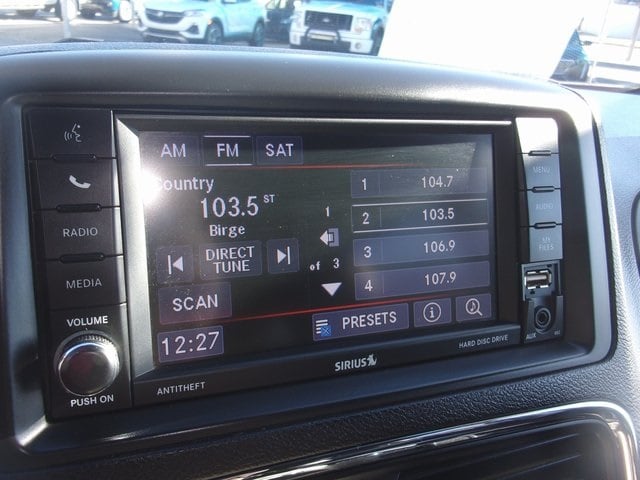 AM FM SAT
Country
103.5 ST
Birge
DIRECT
TUNE
SCAN
12:27
1
of 3
1 104.7
2 103.5
3 106.9
4 107.9
PRESETS
RADIO
MEDIA
VOLUME
PUSH ON
ANTITHEFT
SIRIUS
HARD DISC DRIVE
MENU
AUDIO
MY
FILES
AUX